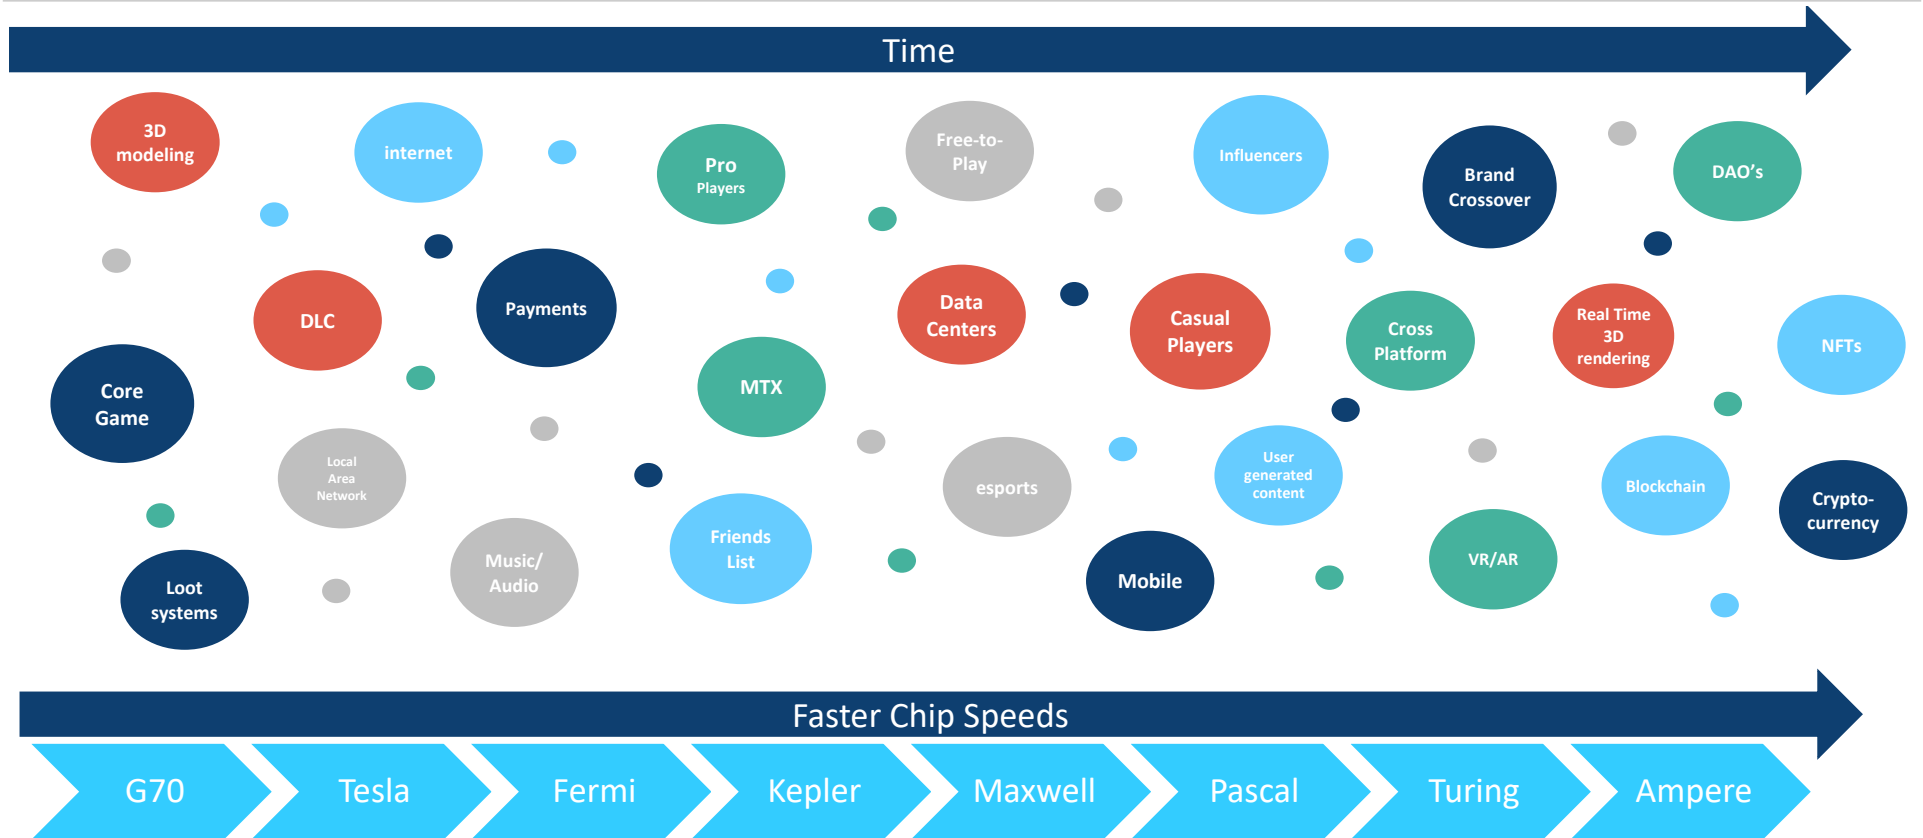 Time
3D
modeling
internet
Pro
Players
Free-to-
Play
Influencers
Brand
Crossover
DAO's
DLC
Payments
Data
Centers
Casual
Players
Cross
Platform
Real Time
3D
rendering
NFTs
Core
Game
MTX
Local
Area
Network
esports
User
generated
content
Blockchain
Crypto-
currency
Loot
systems
Music/
Audio
Friends
List
Mobile
VR/AR
Faster Chip Speeds
G70
Tesla
Fermi
Kepler
Maxwell
Pascal
Turing
Ampere